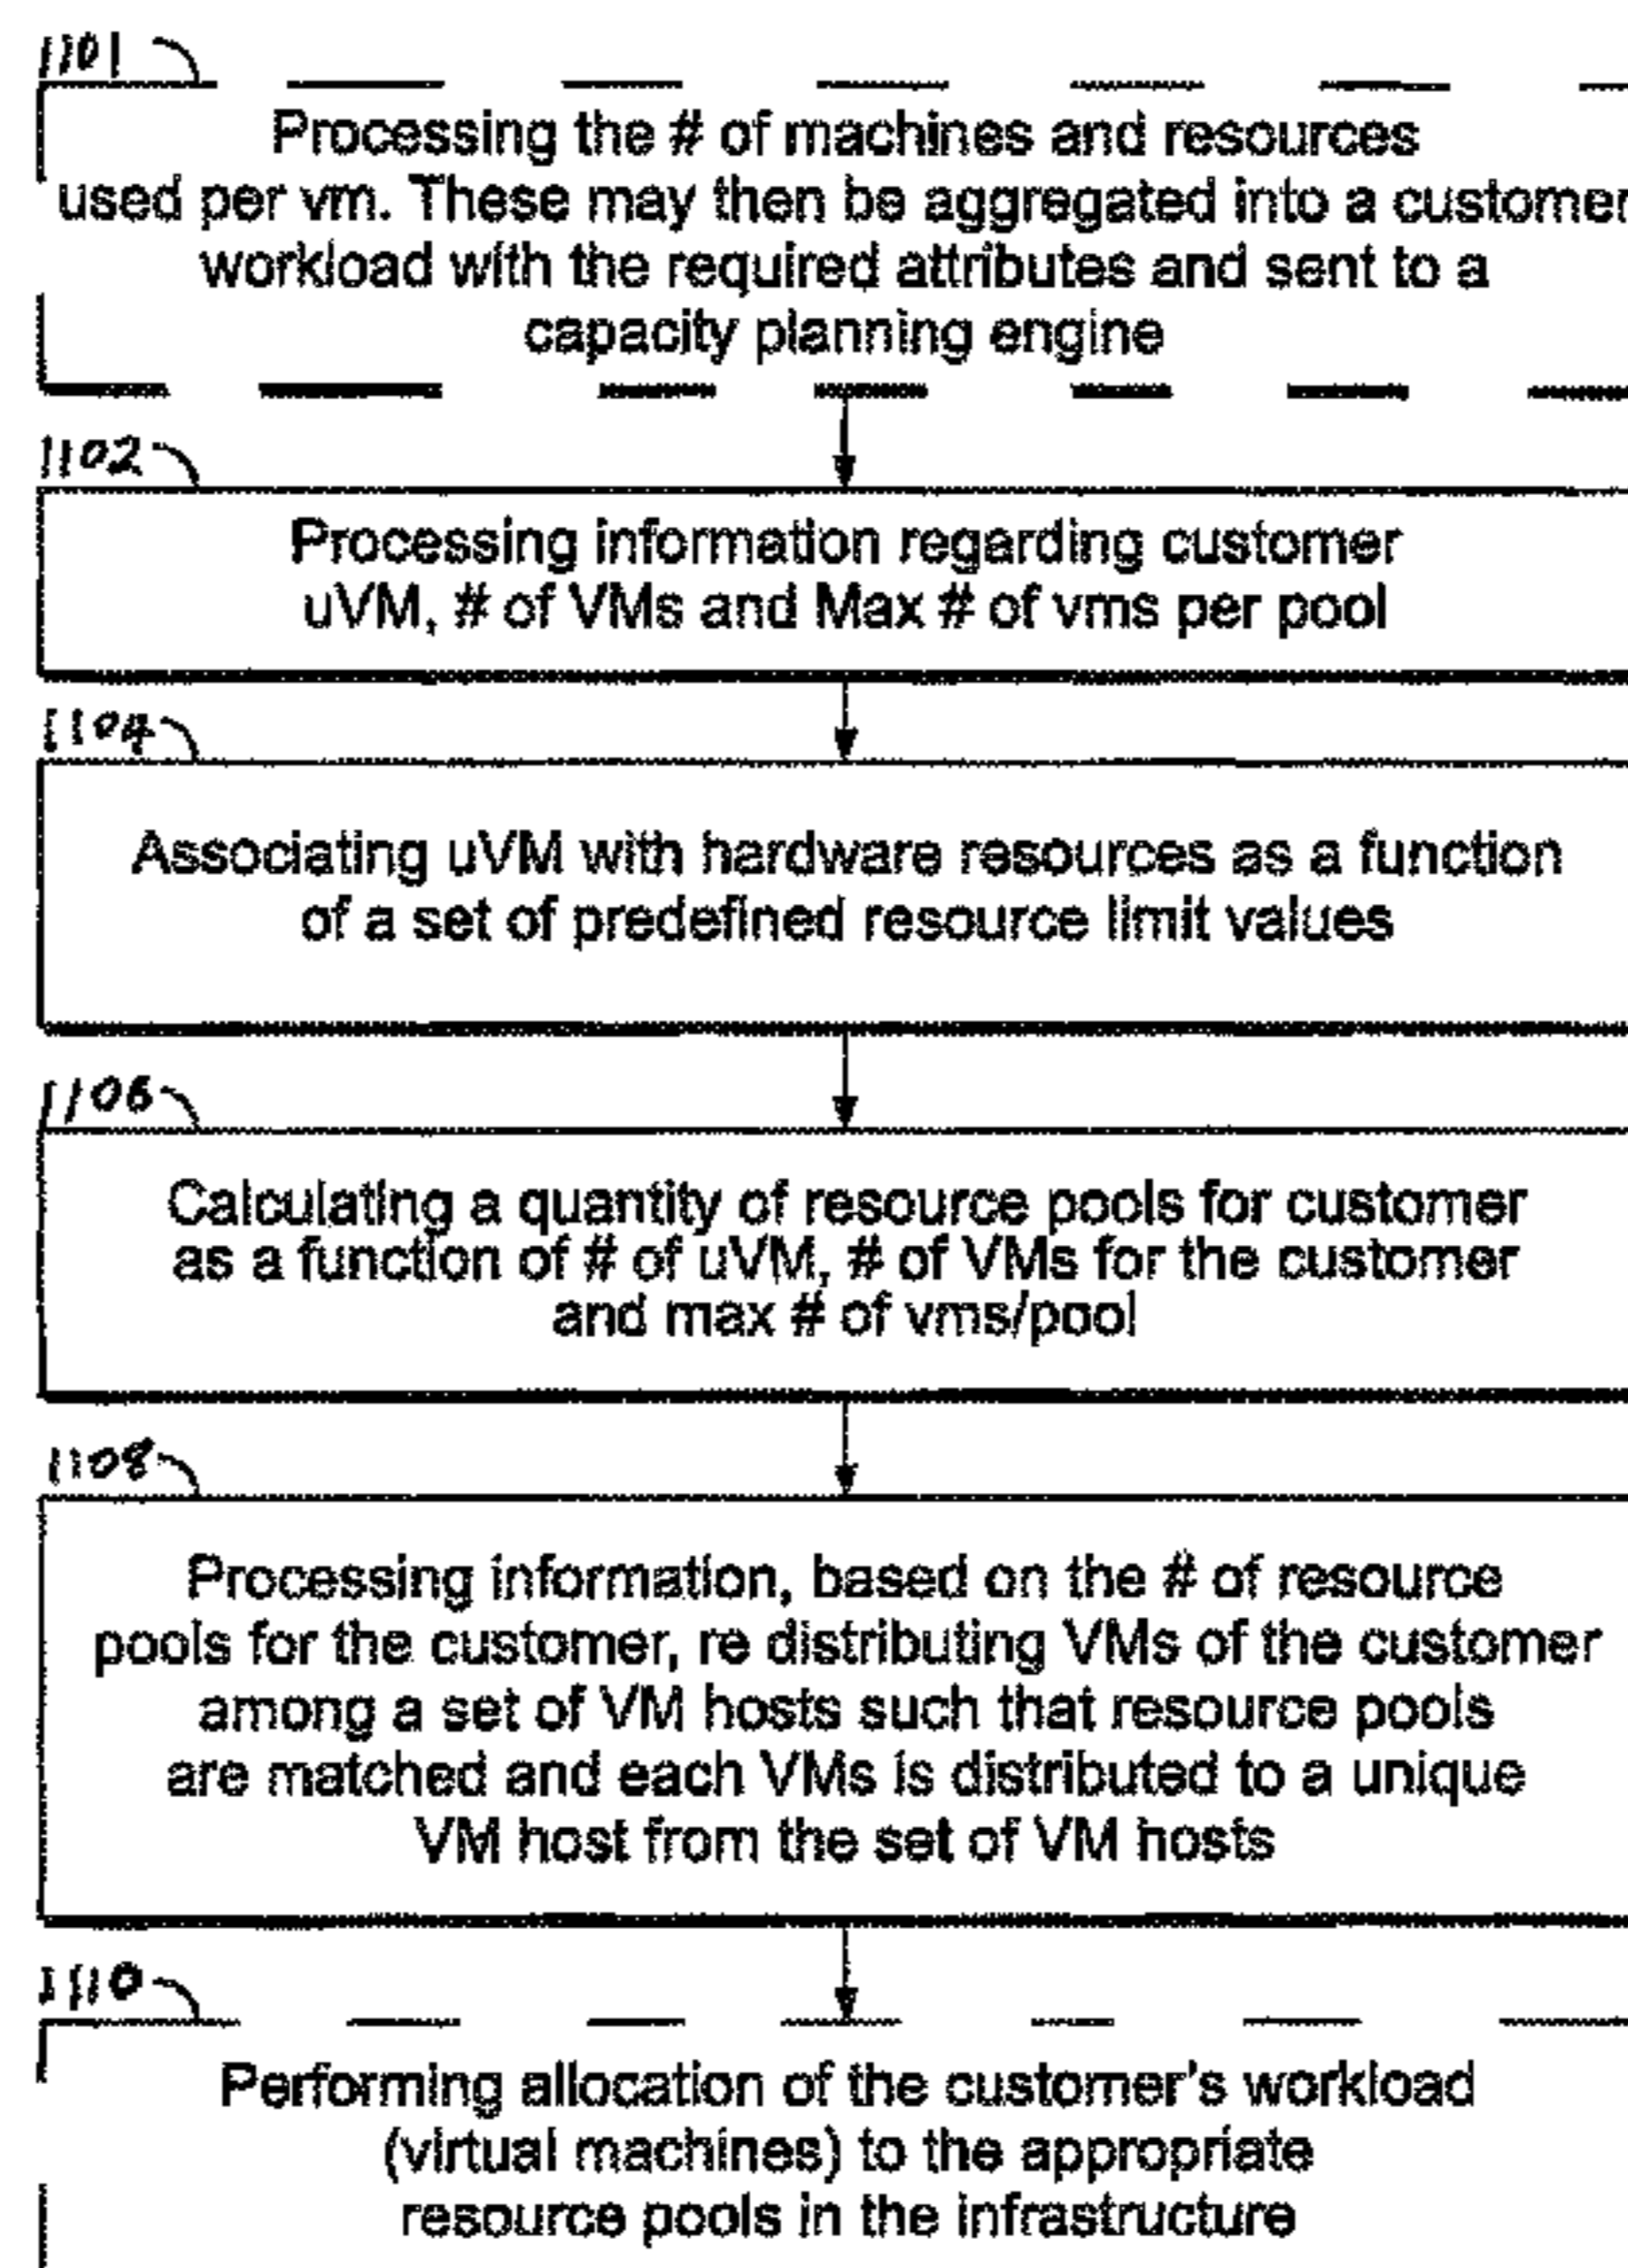 1101
Processing the # of machines and resources
used per vm. These may then be aggregated into a customer
workload with the required attributes and sent to a
capacity planning engine
1102
Processing information regarding customer
uVM, # of VMs and Max # of vms per pool
1104
Associating uVM with hardware resources as a function
of a set of predefined resource limit values
1106
Calculating a quantity of resource pools for customer
as a function of # of uVM, # of VMs for the customer
and max # of vms/pool
1108
Processing information, based on the # of resource
pools for the customer, re distributing VMs of the customer
among a set of VM hosts such that resource pools
are matched and each VMs is distributed to a unique
VM host from the set of VM hosts
1110
Performing allocation of the customer's workload
(virtual machines) to the appropriate
resource pools in the infrastructure